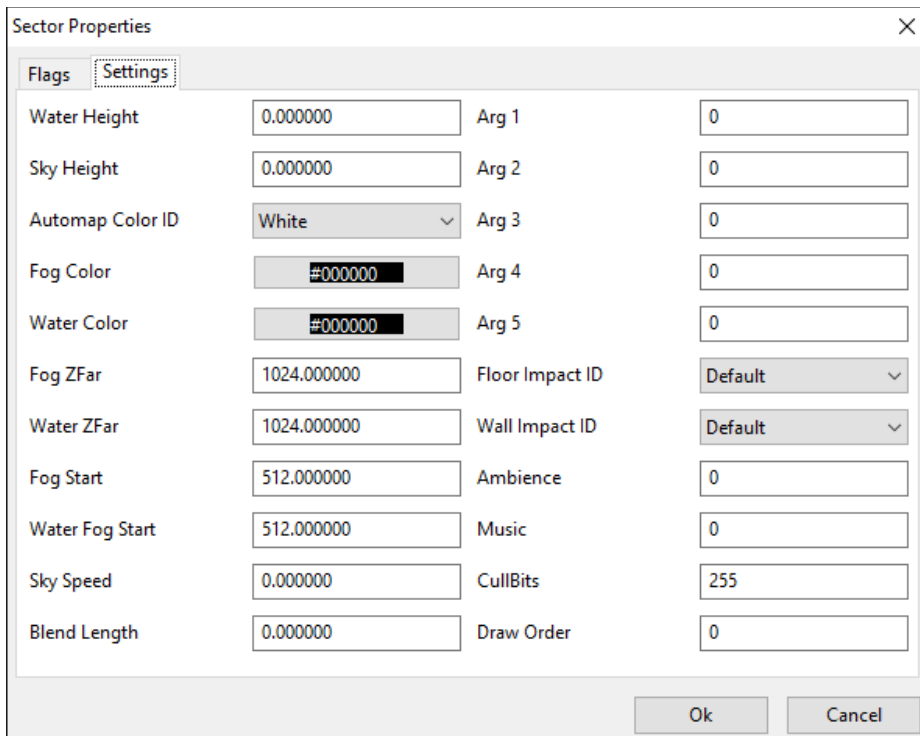 Sector Properties
Flags Settings
Water Height 0.000000 Arg 1 0
Sky Height 0.000000 Arg 2 0
Automap Color ID White Arg 3 0
Fog Color #000000 Arg 4 0
Water Color #000000 Arg 5 0
Fog ZFar 1024.000000 Floor Impact ID Default
Water ZFar 1024.000000 Wall Impact ID Default
Fog Start 512.000000 Ambience 0
Water Fog Start 512.000000 Music 0
Sky Speed 0.000000 CullBits 255
Blend Length 0.000000 Draw Order 0
Ok Cancel